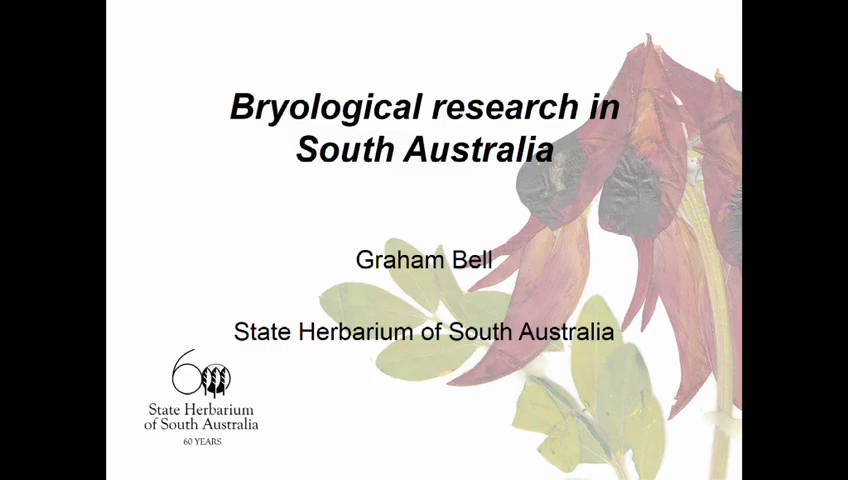 Bryological research in
South Australia
Graham Bell
State Herbarium of South Australia
60
State Herbarium
of South Australia
60 YEARS